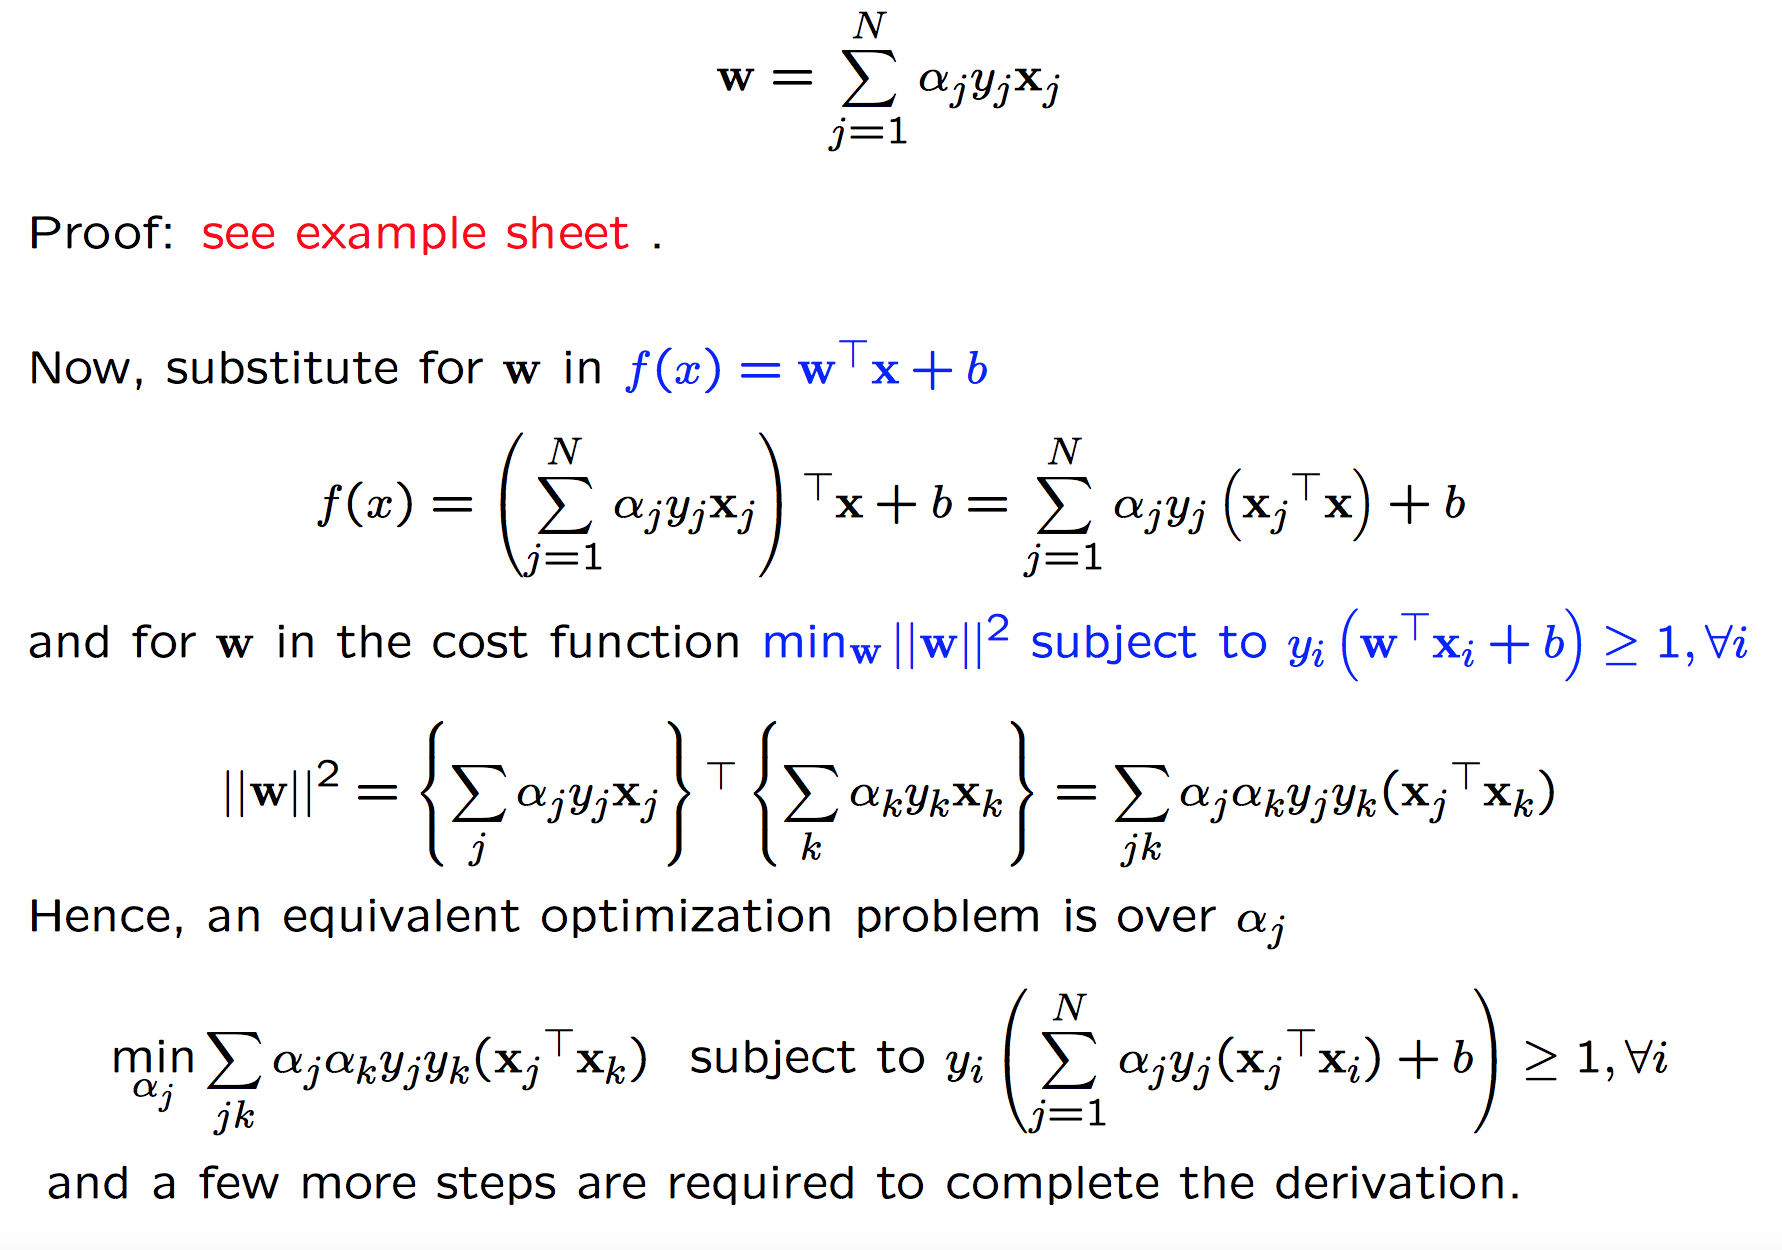 $\mathbf{w} = \sum_{j=1}^{N} \alpha_j y_j \mathbf{x}_j$
Proof: see example sheet .
Now, substitute for $\mathbf{w}$ in $f(x) = \mathbf{w}^\top \mathbf{x} + b$
$f(x) = \left( \sum_{j=1}^{N} \alpha_j y_j \mathbf{x}_j \right)^\top \mathbf{x} + b = \sum_{j=1}^{N} \alpha_j y_j \left( \mathbf{x}_j^\top \mathbf{x} \right) + b$
and for $\mathbf{w}$ in the cost function $\min_{\mathbf{w}} ||\mathbf{w}||^2$ subject to $y_i \left( \mathbf{w}^\top \mathbf{x}_i + b \right) \geq 1, \forall i$
$||\mathbf{w}||^2 = \left\{ \sum_{j} \alpha_j y_j \mathbf{x}_j \right\}^\top \left\{ \sum_{k} \alpha_k y_k \mathbf{x}_k \right\} = \sum_{jk} \alpha_j \alpha_k y_j y_k (\mathbf{x}_j^\top \mathbf{x}_k)$
Hence, an equivalent optimization problem is over $\alpha_j$
$\min_{\alpha_j} \sum_{jk} \alpha_j \alpha_k y_j y_k (\mathbf{x}_j^\top \mathbf{x}_k)$ subject to $y_i \left( \sum_{j=1}^{N} \alpha_j y_j (\mathbf{x}_j^\top \mathbf{x}_i) + b \right) \geq 1, \forall i$
and a few more steps are required to complete the derivation.